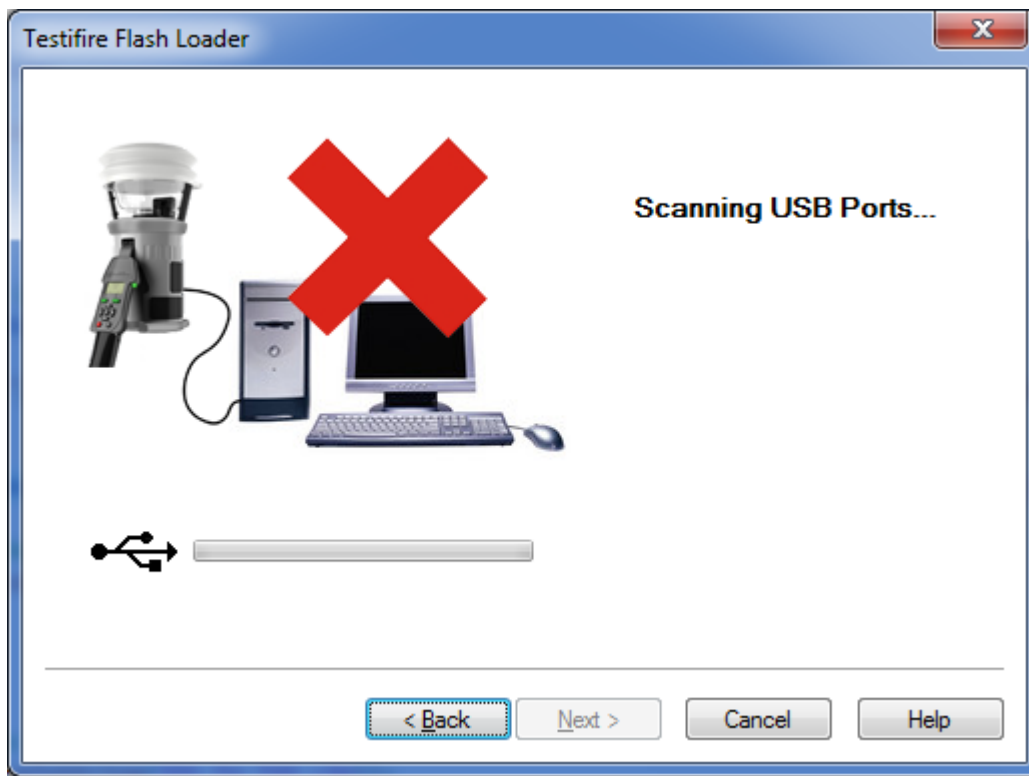 Testifire Flash Loader
Scanning USB Ports...
< Back
Next >
Cancel
Help